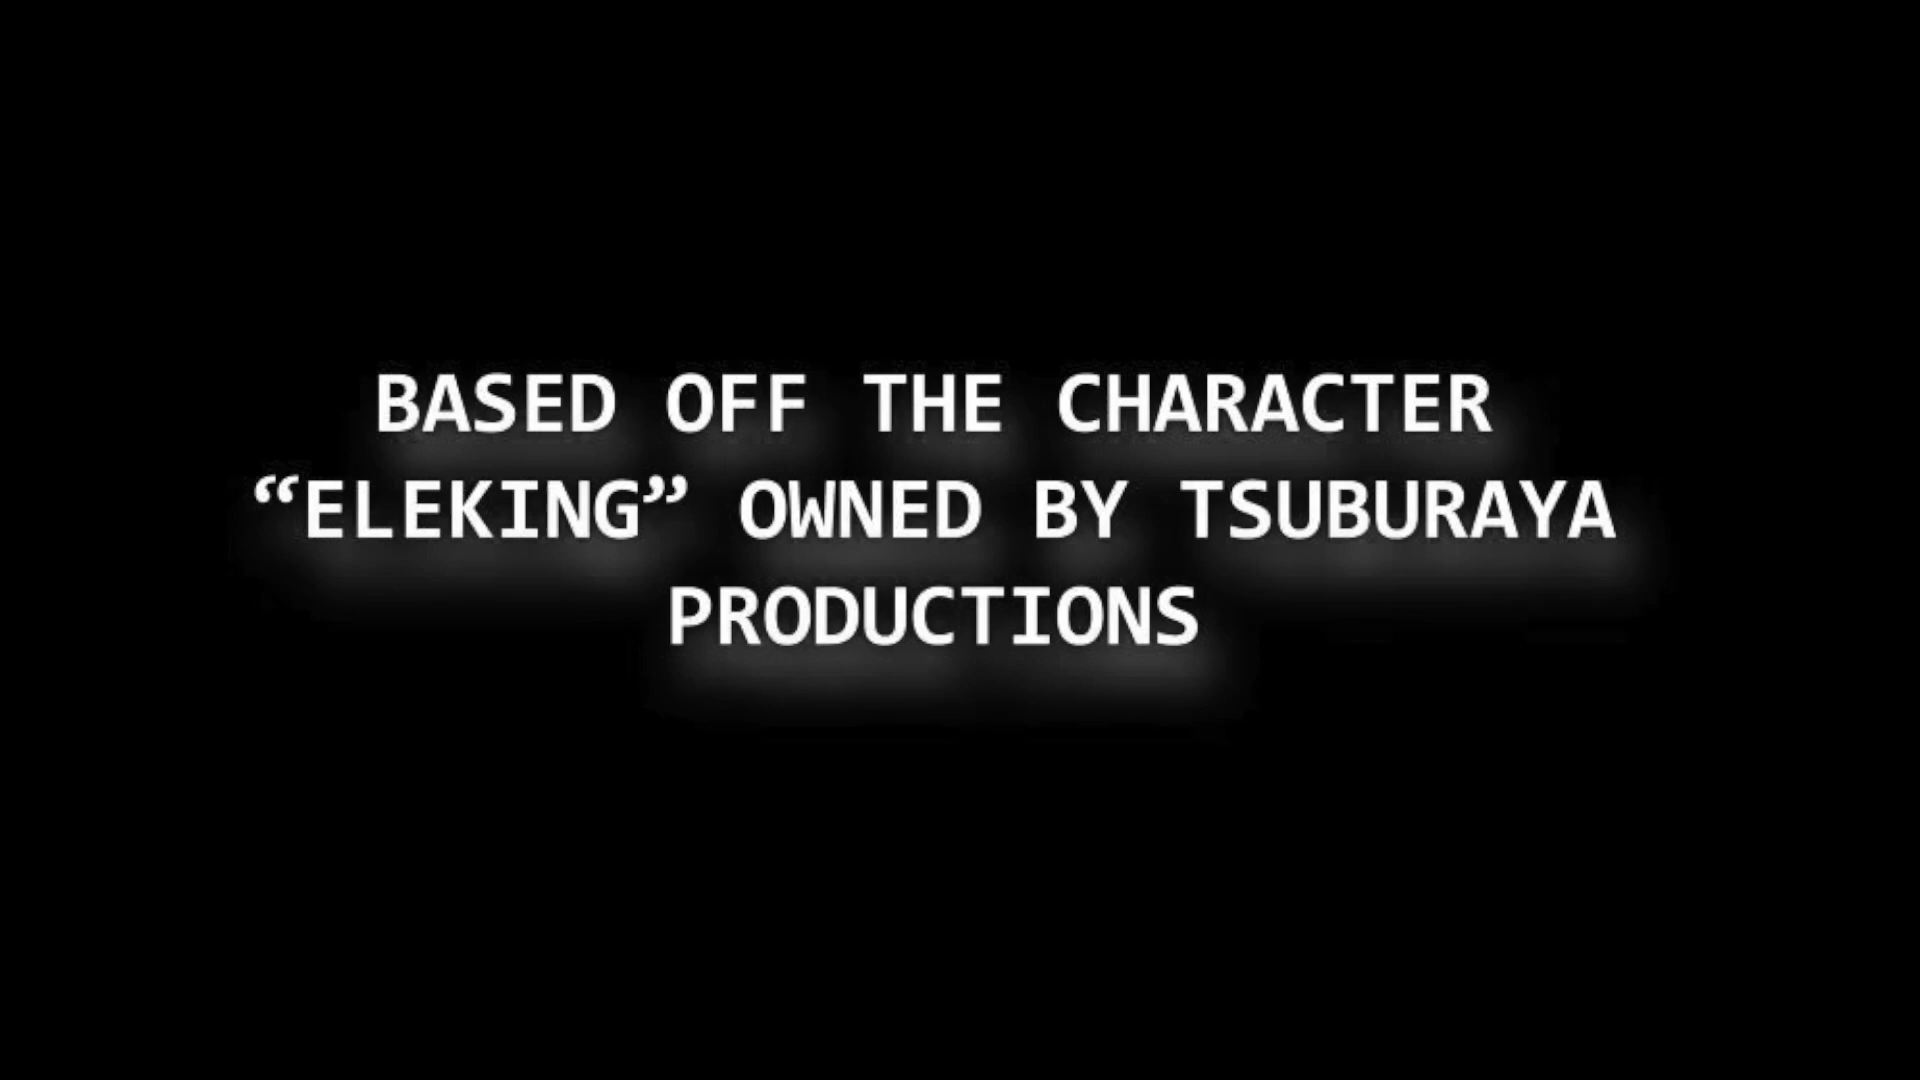 BASED OFF THE CHARACTER
“ELEKING” OWNED BY TSUBURAYA
PRODUCTIONS